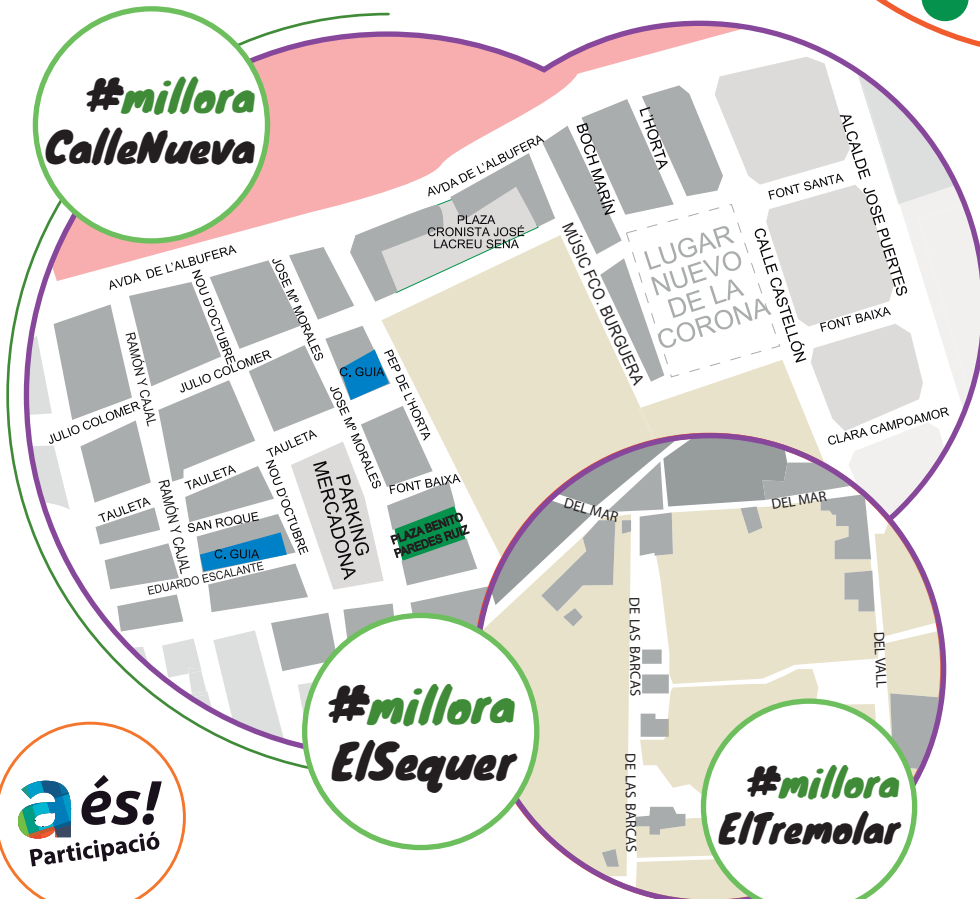 #millora
CalleNueva
AVDA DE L'ALBUFERA
BOCH MARÍN
L'HORTA
ALCALDE JOSE PUERTES
FONT SANTA
PLAZA
CRONISTA JOSÉ
LACREU SENA
MÚSIC FCO. BURGUERA
LUGAR
NUEVO
DE LA
CORONA
CALLE CASTELLÓN
AVDA DE L'ALBUFERA
NOU D'OCTUBRE
JOSE Mº MORALES
FONT BAIXA
RAMÓN Y CAJAL
JULIO COLOMER
C. GUIA
PEP DE L'HORTA
JULIO COLOMER
JOSE Mº MORALES
CLARA CAMPOAMOR
TAULETA
TAULETA
NOU D'OCTUBRE
PARKING
MERCADONA
FONT BAIXA
TAULETA
RAMÓN Y CAJAL
SAN ROQUE
PLAZA BENITO
PAREDES RUIZ
C. GUIA
EDUARDO ESCALANTE
DEL MAR
DEL MAR
DE LAS BARCAS
DEL VALL
#millora
ElSequer
DE LAS BARCAS
#millora
ElTremolar
a és!
Participació